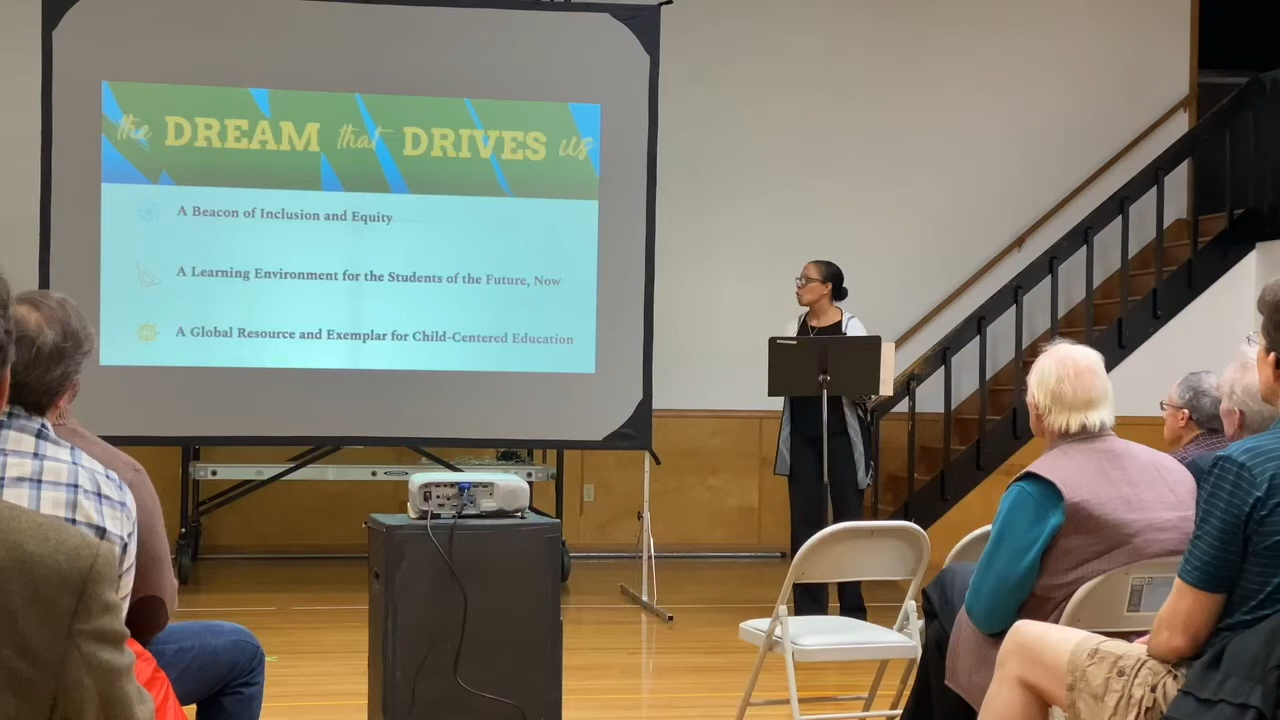 the DREAM that DRIVES us
A Beacon of Inclusion and Equity
A Learning Environment for the Students of the Future, Now
A Global Resource and Exemplar for Child-Centered Education